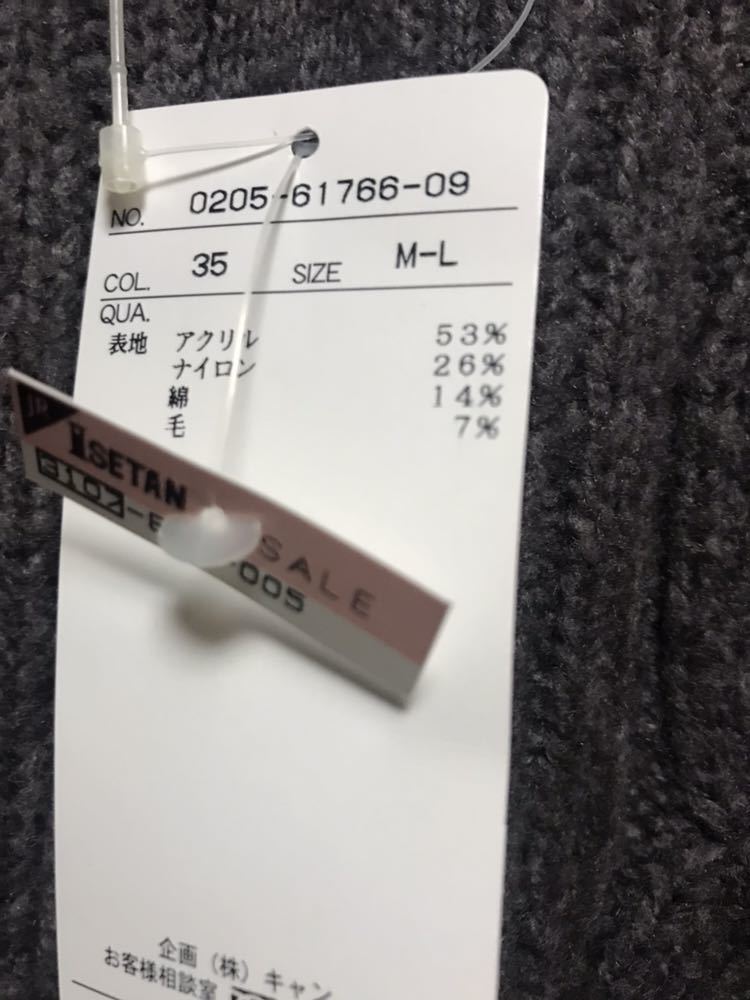 NO. 0205-61766-09
COL. 35 SIZE M-L
QUA.
表地 アクリル 53%
ナイロン 26%
綿 14%
毛 7%
JR ISETAN
SALE
005
企画 (株) キャン
お客様相談室